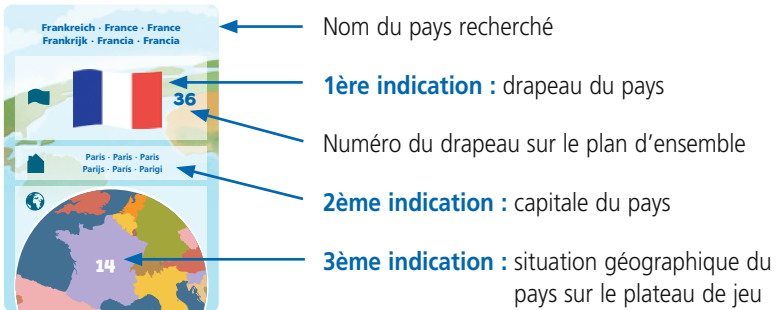 Frankreich · France · France
Frankrijk · Francia · Francia
Nom du pays recherché
1ère indication : drapeau du pays
36
Numéro du drapeau sur le plan d'ensemble
Paris · Paris · Paris
Parijs · París · Parigi
2ème indication : capitale du pays
14
3ème indication : situation géographique du
pays sur le plateau de jeu